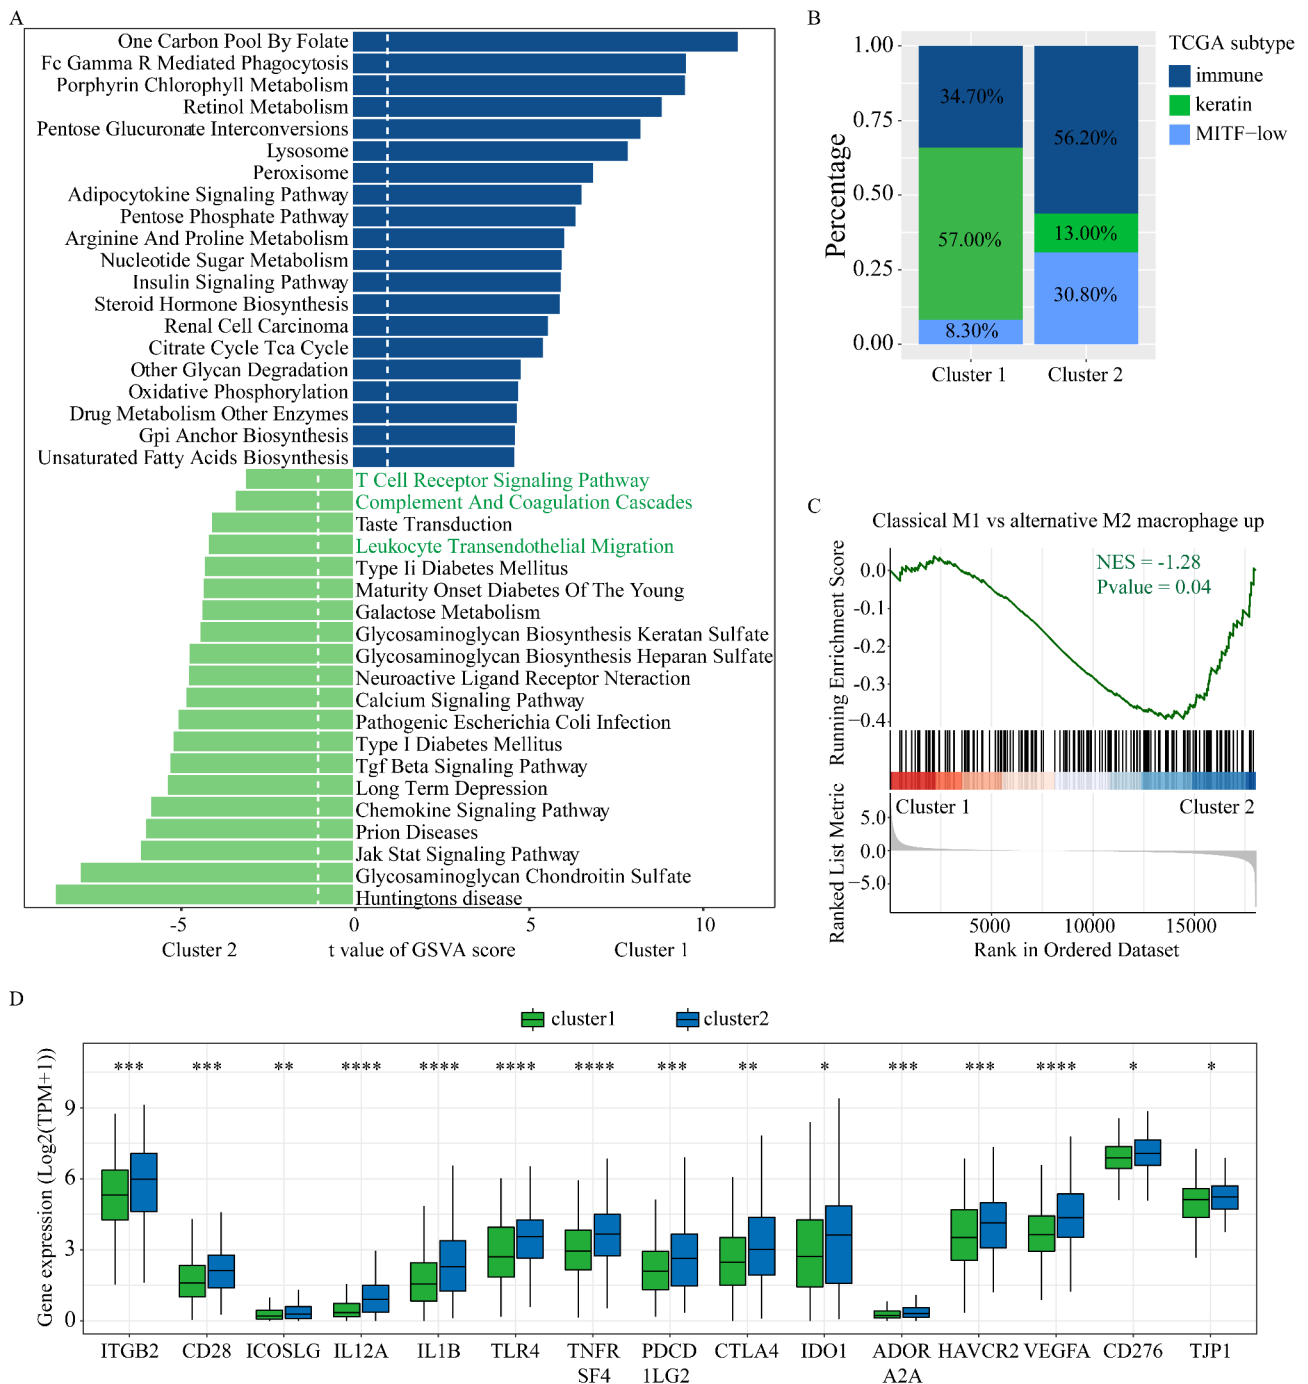 A
One Carbon Pool By Folate
Fc Gamma R Mediated Phagocytosis
Porphyrin Chlorophyll Metabolism
Retinol Metabolism
Pentose Glucuronate Interconversions
Lysosome
Peroxisome
Adipocytokine Signaling Pathway
Pentose Phosphate Pathway
Arginine And Proline Metabolism
Nucleotide Sugar Metabolism
Insulin Signaling Pathway
Steroid Hormone Biosynthesis
Renal Cell Carcinoma
Citrate Cycle Tca Cycle
Other Glycan Degradation
Oxidative Phosphorylation
Drug Metabolism Other Enzymes
Gpi Anchor Biosynthesis
Unsaturated Fatty Acids Biosynthesis
T Cell Receptor Signaling Pathway
Complement And Coagulation Cascades
Taste Transduction
Leukocyte Transendothelial Migration
Type Ii Diabetes Mellitus
Maturity Onset Diabetes Of The Young
Galactose Metabolism
Glycosaminoglycan Biosynthesis Keratan Sulfate
Glycosaminoglycan Biosynthesis Heparan Sulfate
Neuroactive Ligand Receptor Nteraction
Calcium Signaling Pathway
Pathogenic Escherichia Coli Infection
Type I Diabetes Mellitus
Tgf Beta Signaling Pathway
Long Term Depression
Chemokine Signaling Pathway
Prion Diseases
Jak Stat Signaling Pathway
Glycosaminoglycan Chondroitin Sulfate
Huntingtons disease
-5 0 5 10
Cluster 2 t value of GSVA score Cluster 1
B
TCGA subtype
immune
keratin
MITF−low
Percentage
1.00
0.75
0.50
0.25
0.00
34.70%
57.00%
8.30%
56.20%
13.00%
30.80%
Cluster 1 Cluster 2
C
Classical M1 vs alternative M2 macrophage up
NES = -1.28
Pvalue = 0.04
Running Enrichment Score
0.0
-0.1
-0.2
-0.3
−0.4
Cluster 1 Cluster 2
Ranked List Metric
5.0
0.0
−5.0
5000 10000 15000
Rank in Ordered Dataset
D
cluster1 cluster2
Gene expression (Log2(TPM+1))
9
6
3
0
*** *** ** **** **** **** **** *** ** * *** *** **** * *
ITGB2 CD28 ICOSLG IL12A IL1B TLR4 TNFR PDCD CTLA4 IDO1 ADOR HAVCR2 VEGFA CD276 TJP1
SF4 1LG2 A2A